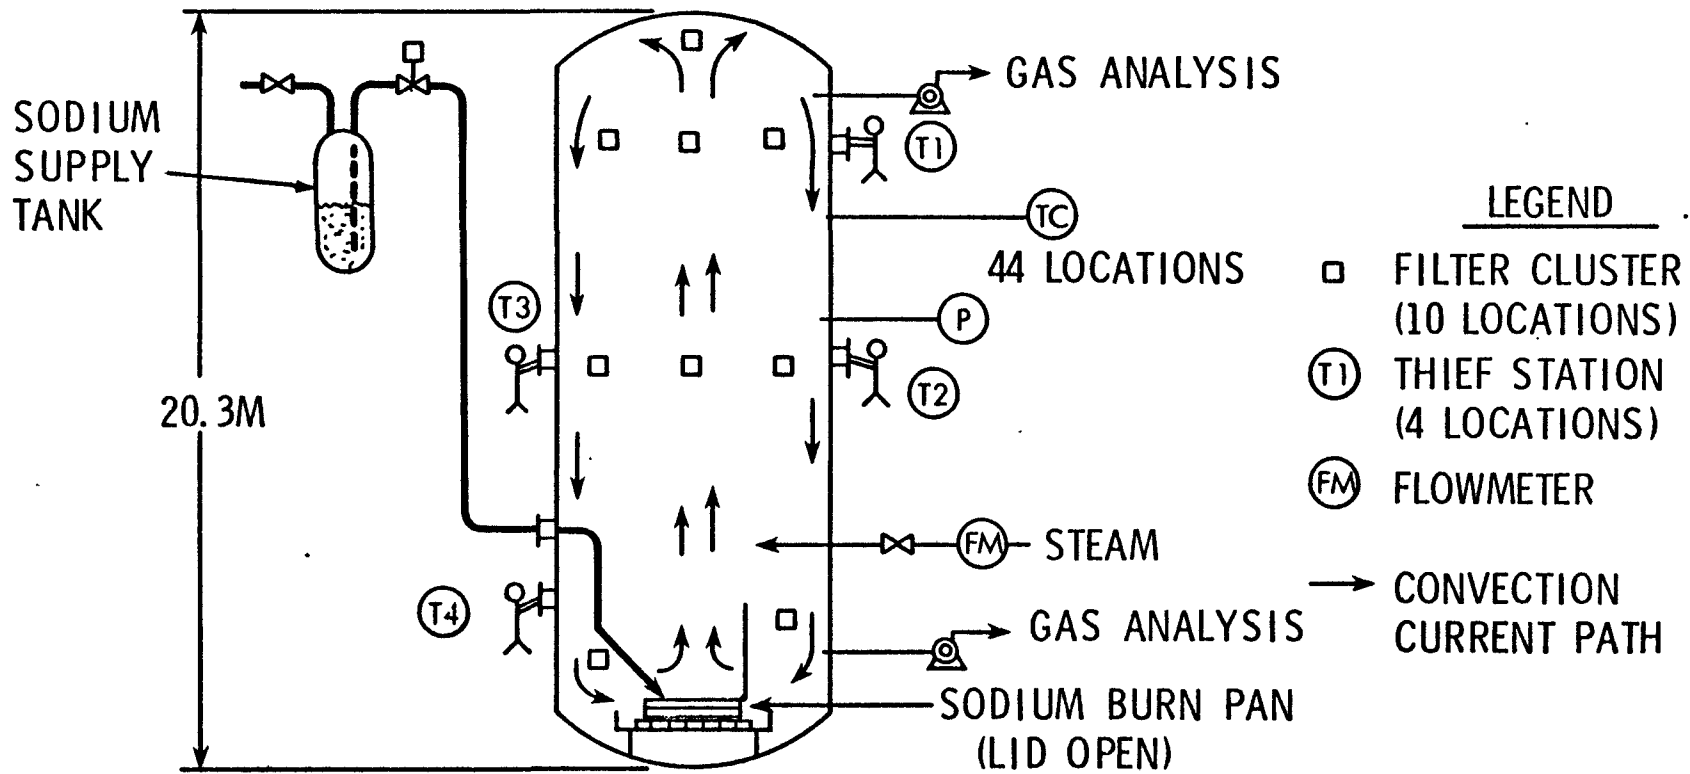 GAS ANALYSIS
SODIUM
SUPPLY
TANK
T1
LEGEND
TC
44 LOCATIONS
FILTER CLUSTER
(10 LOCATIONS)
T3
P
T1 THIEF STATION
(4 LOCATIONS)
T2
20.3M
FM FLOWMETER
FM STEAM
CONVECTION
CURRENT PATH
T4
GAS ANALYSIS
SODIUM BURN PAN
(LID OPEN)